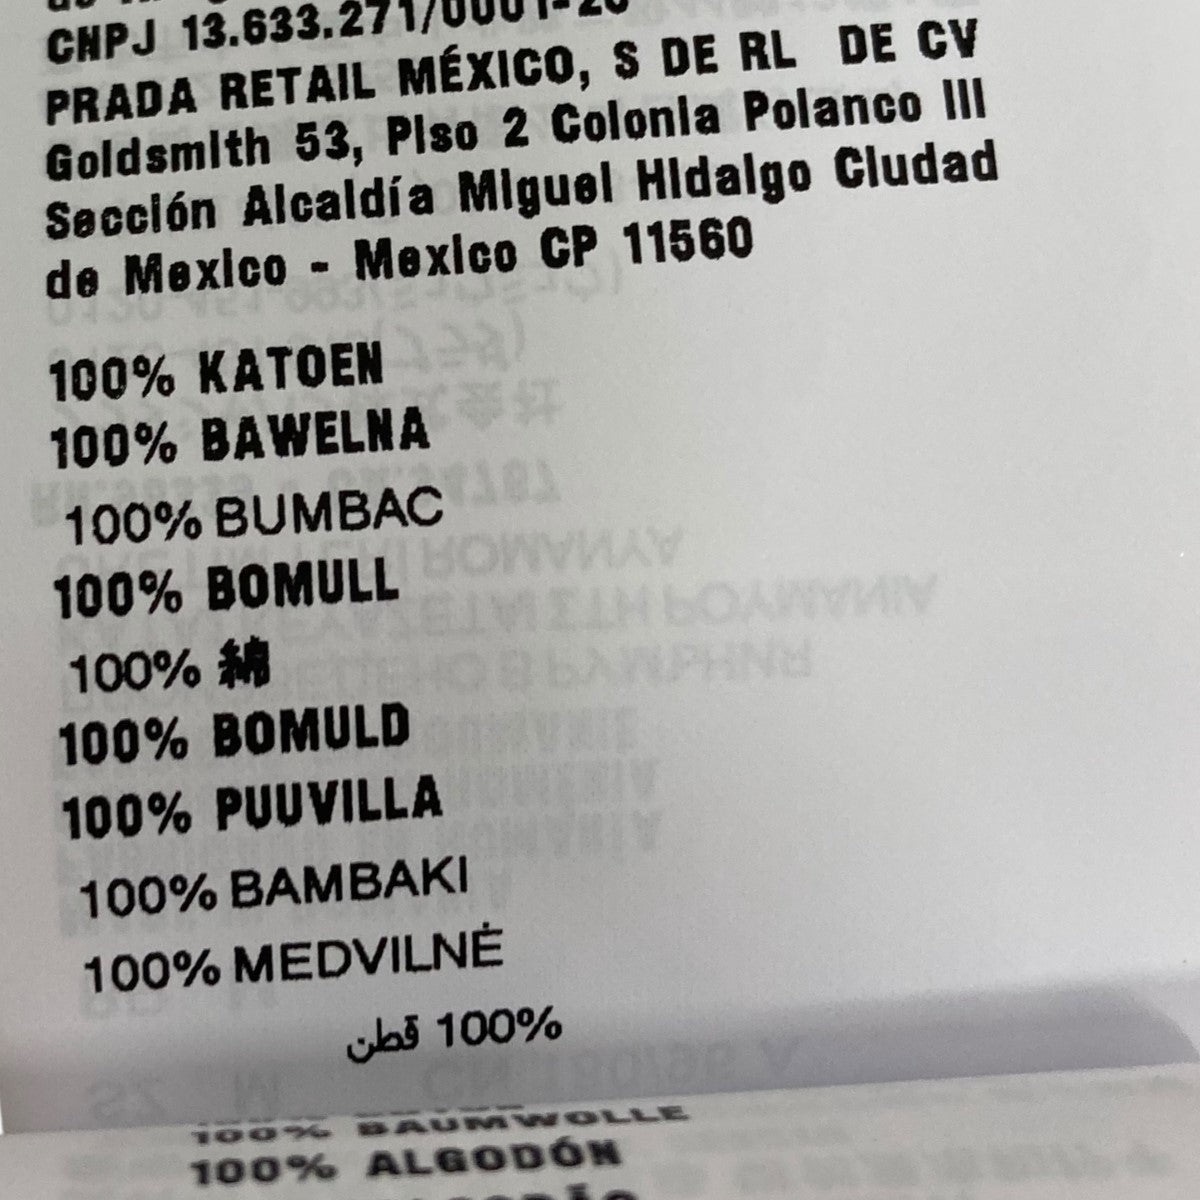 CNPJ 13.633.271/0001-20
PRADA RETAIL MÉXICO, S DE RL DE CV
Goldsmith 53, Piso 2 Colonia Polanco III
Sección Alcaldía Miguel Hidalgo Ciudad
de Mexico - Mexico CP 11560
100% KATOEN
100% BAWELNA
100% BUMBAC
100% BOMULL
100% 綿
100% BOMULD
100% PUUVILLA
100% BAMBAKI
100% MEDVILNĖ
100% قطن
100% BAUMWOLLE
100% ALGODÓN